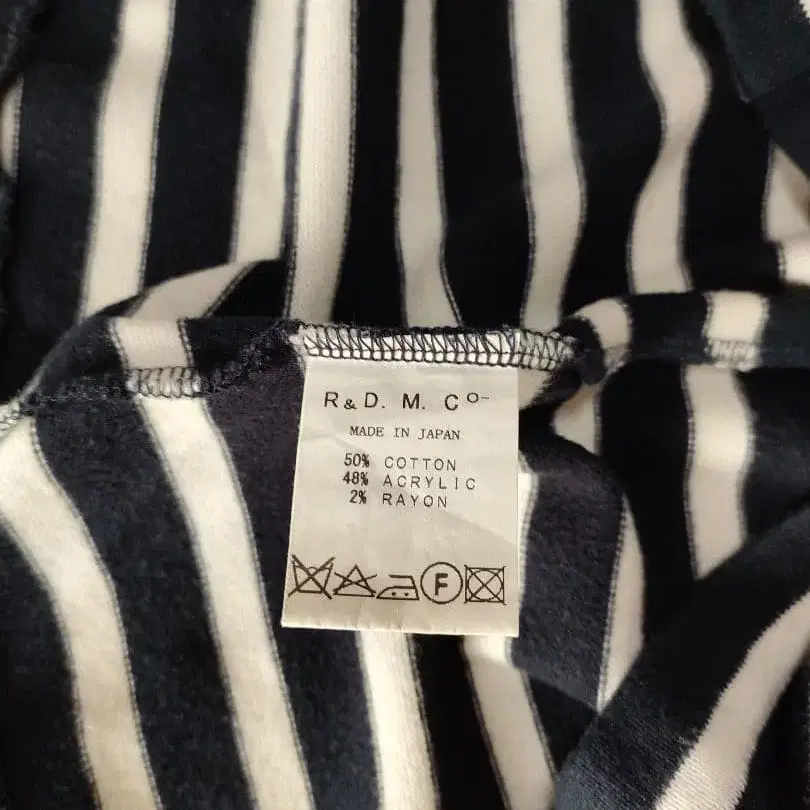 R & D. M. Cº-
MADE IN JAPAN
50% COTTON
48% ACRYLIC
2% RAYON
F